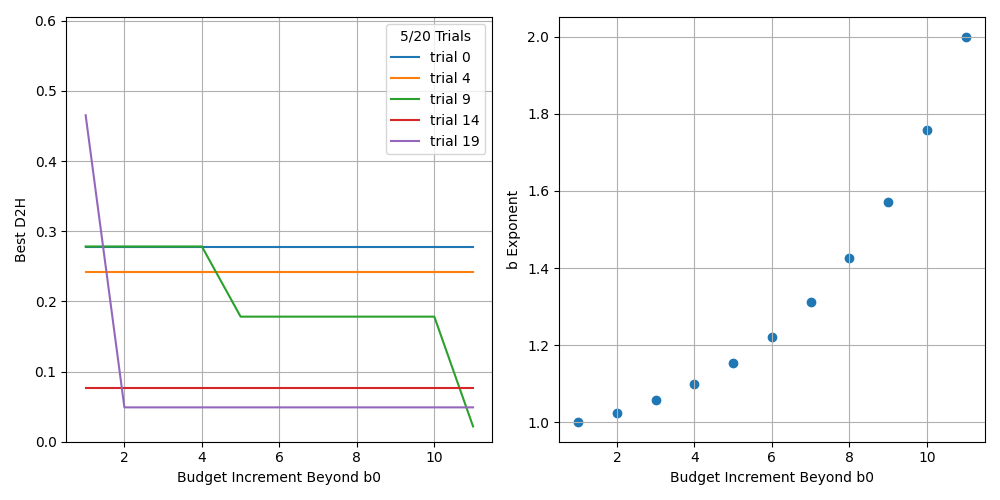 0.6
0.5
0.4
0.3
0.2
0.1
0.0
Best D2H
5/20 Trials
trial 0
trial 4
trial 9
trial 14
trial 19
2 4 6 8 10
Budget Increment Beyond b0
2.0
1.8
1.6
1.4
1.2
1.0
b Exponent
2 4 6 8 10
Budget Increment Beyond b0